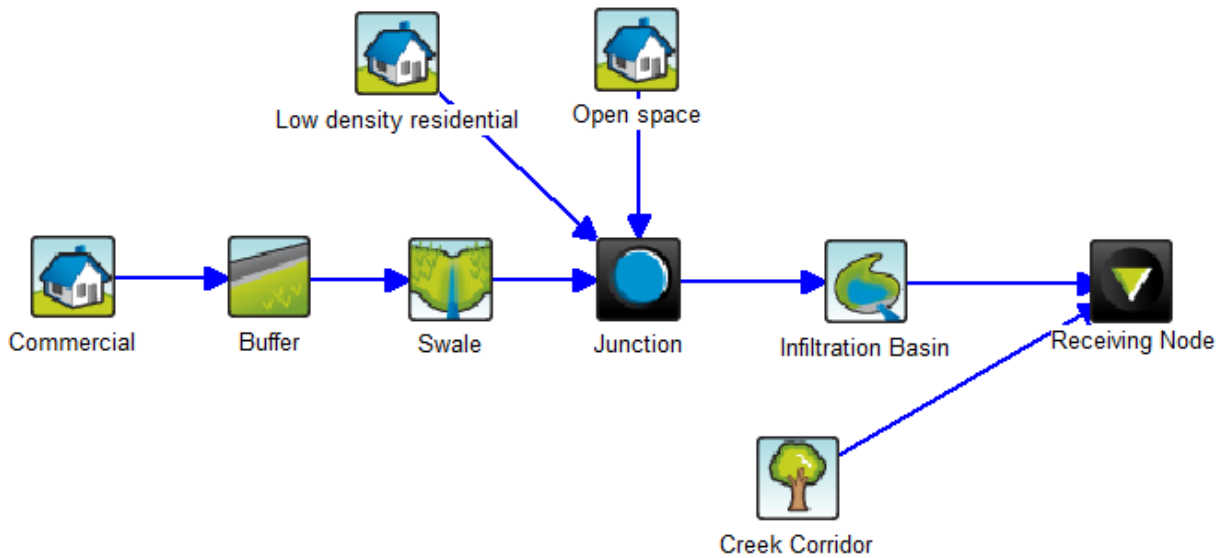 Low density residential
Open space
Commercial
Buffer
Swale
Junction
Infiltration Basin
Receiving Node
Creek Corridor